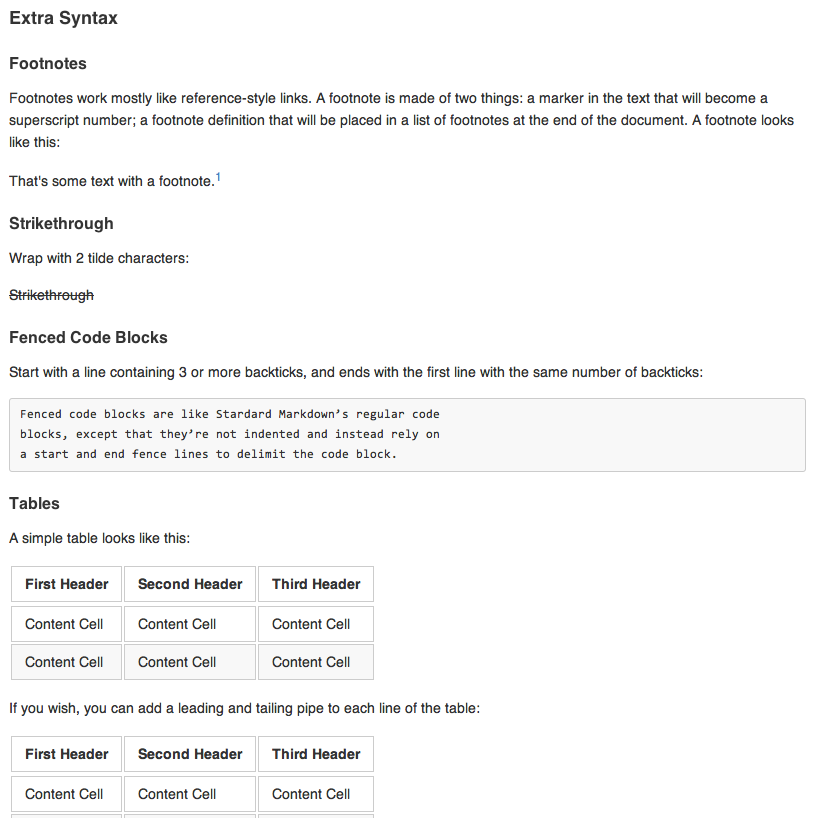 Extra Syntax
Footnotes
Footnotes work mostly like reference-style links. A footnote is made of two things: a marker in the text that will become a
superscript number; a footnote definition that will be placed in a list of footnotes at the end of the document. A footnote looks
like this:
That's some text with a footnote.1
Strikethrough
Wrap with 2 tilde characters:
Strikethrough
Fenced Code Blocks
Start with a line containing 3 or more backticks, and ends with the first line with the same number of backticks:
Fenced code blocks are like Stardard Markdown’s regular code
blocks, except that they’re not indented and instead rely on
a start and end fence lines to delimit the code block.
Tables
A simple table looks like this:
First Header Second Header Third Header
Content Cell Content Cell Content Cell
Content Cell Content Cell Content Cell
If you wish, you can add a leading and tailing pipe to each line of the table:
First Header Second Header Third Header
Content Cell Content Cell Content Cell